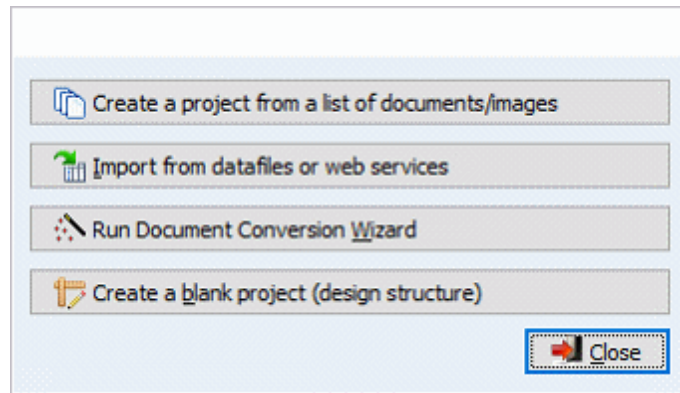 Create a project from a list of documents/images
Import from datafiles or web services
Run Document Conversion Wizard
Create a blank project (design structure)
Close